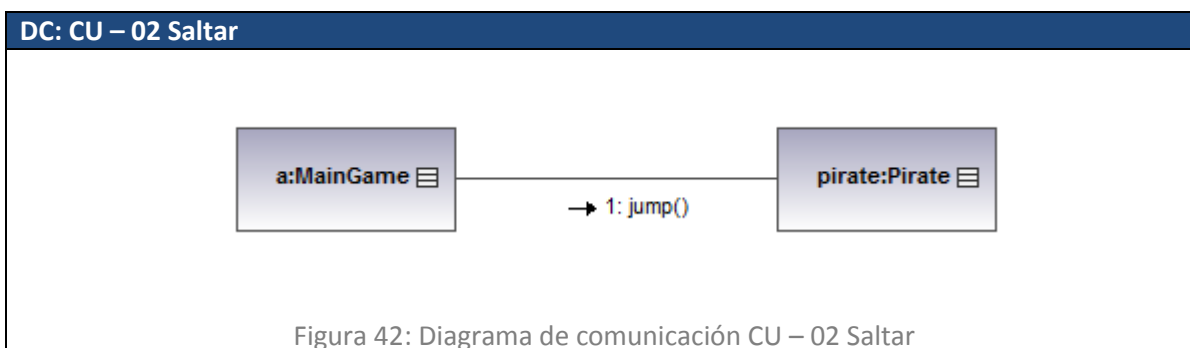 DC: CU – 02 Saltar
a:MainGame
pirate:Pirate
1: jump()
Figura 42: Diagrama de comunicación CU – 02 Saltar